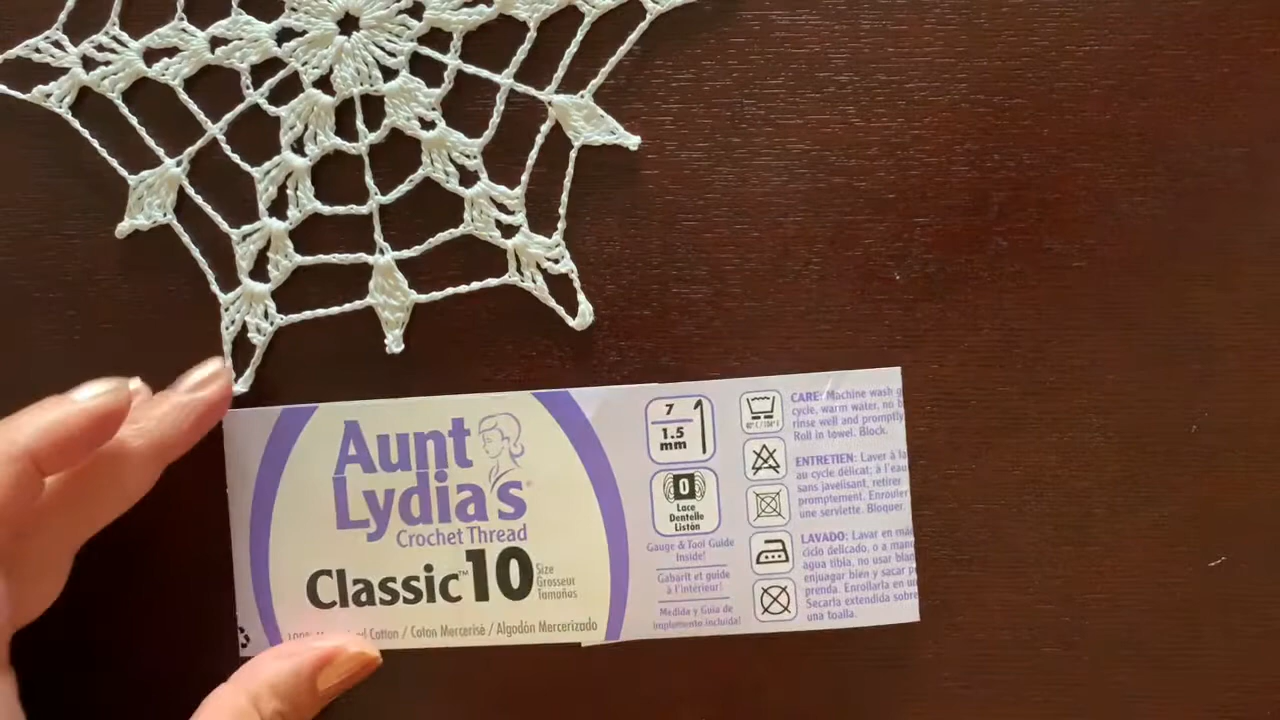 Aunt
Lydia's®
Crochet Thread
Classic™ 10
Size
Grosseur
Tamaños
Cotton / Coton Mercerisé / Algodón Mercerizado
7
1.5
mm
0
Lace
Dentelle
Listón
Gauge & Tool Guide
Inside!
Gabarit et guide
à l'intérieur!
Medida y Guía de
implemento incluida!
CARE: Machine wash
cycle, warm water, no
rinse well and promptly
Roll in towel. Block.
ENTRETIEN: Laver à la
au cycle délicat; à l'eau
sans javelisant, retirer
promptement. Enrouler
une serviette. Bloquer.
LAVADO: Lavar en
ciclo delicado, o a
agua tibia, no usar
enjuagar bien y sacar
prenda. Enrollarla en
Secarla extendida sobre
una toalla.